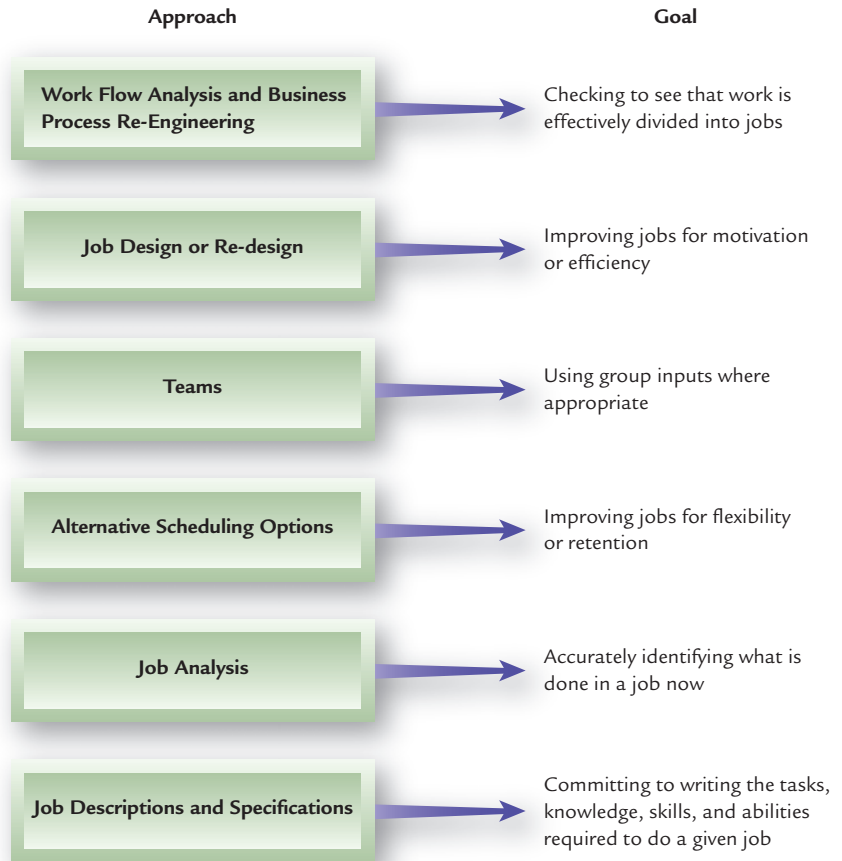 Approach
Goal
Work Flow Analysis and Business
Process Re-Engineering
Checking to see that work is
effectively divided into jobs
Job Design or Re-design
Improving jobs for motivation
or efficiency
Teams
Using group inputs where
appropriate
Alternative Scheduling Options
Improving jobs for flexibility
or retention
Job Analysis
Accurately identifying what is
done in a job now
Job Descriptions and Specifications
Committing to writing the tasks,
knowledge, skills, and abilities
required to do a given job